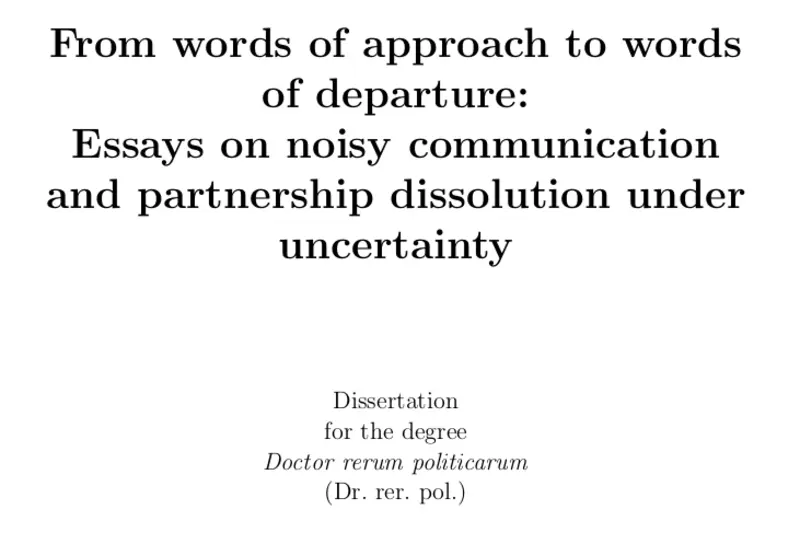 From words of approach to words
of departure:
Essays on noisy communication
and partnership dissolution under
uncertainty
Dissertation
for the degree
Doctor rerum politicarum
(Dr. rer. pol.)